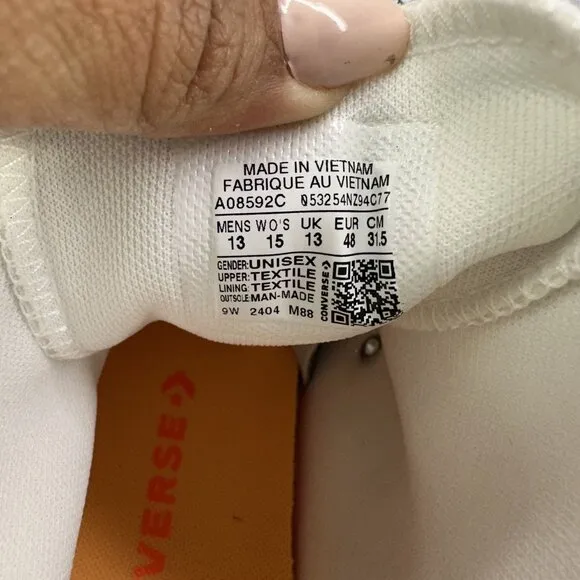 MADE IN VIETNAM
FABRIQUE AU VIETNAM
A08592C 053254NZ94C77
MENS WO'S UK EUR CM
13 15 13 48 31.5
GENDER:UNISEX
UPPER:TEXTILE
LINING:TEXTILE
OUTSOLE:MAN-MADE
9W 2404 M88
CONVERSE
VERSE